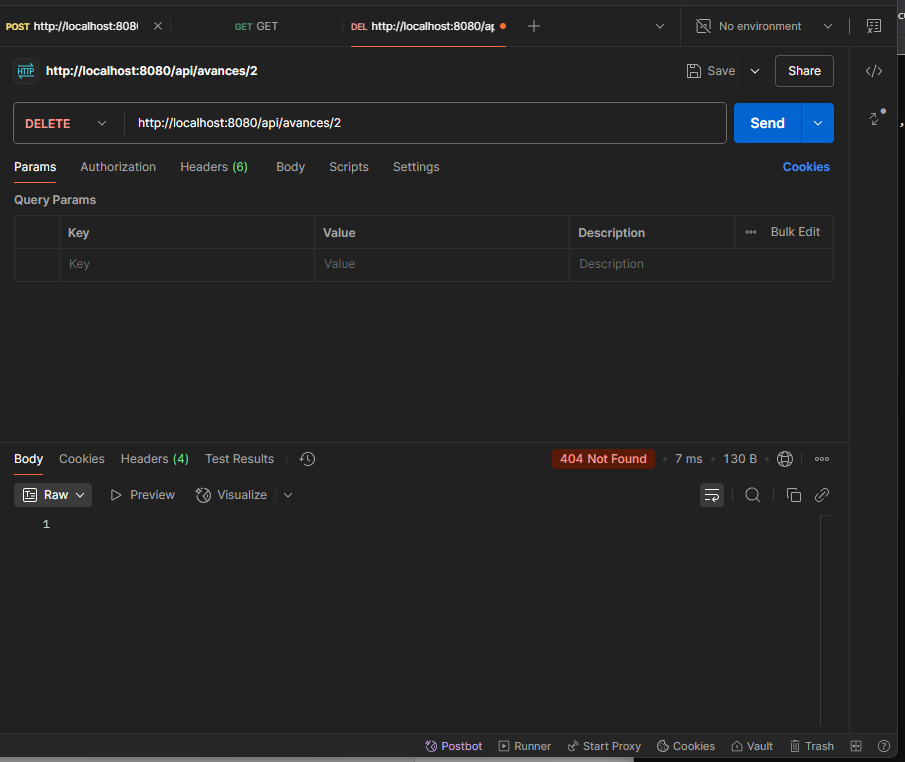 POST http://localhost:808
GET GET
DEL http://localhost:8080/ap
No environment
HTTP http://localhost:8080/api/avances/2
Save
Share
DELETE
http://localhost:8080/api/avances/2
Send
Params Authorization Headers (6) Body Scripts Settings
Cookies
Query Params
Key Value Description Bulk Edit
Key Value Description
Body Cookies Headers (4) Test Results
404 Not Found 7 ms 130 B
Raw Preview Visualize
1
Postbot Runner Start Proxy Cookies Vault Trash